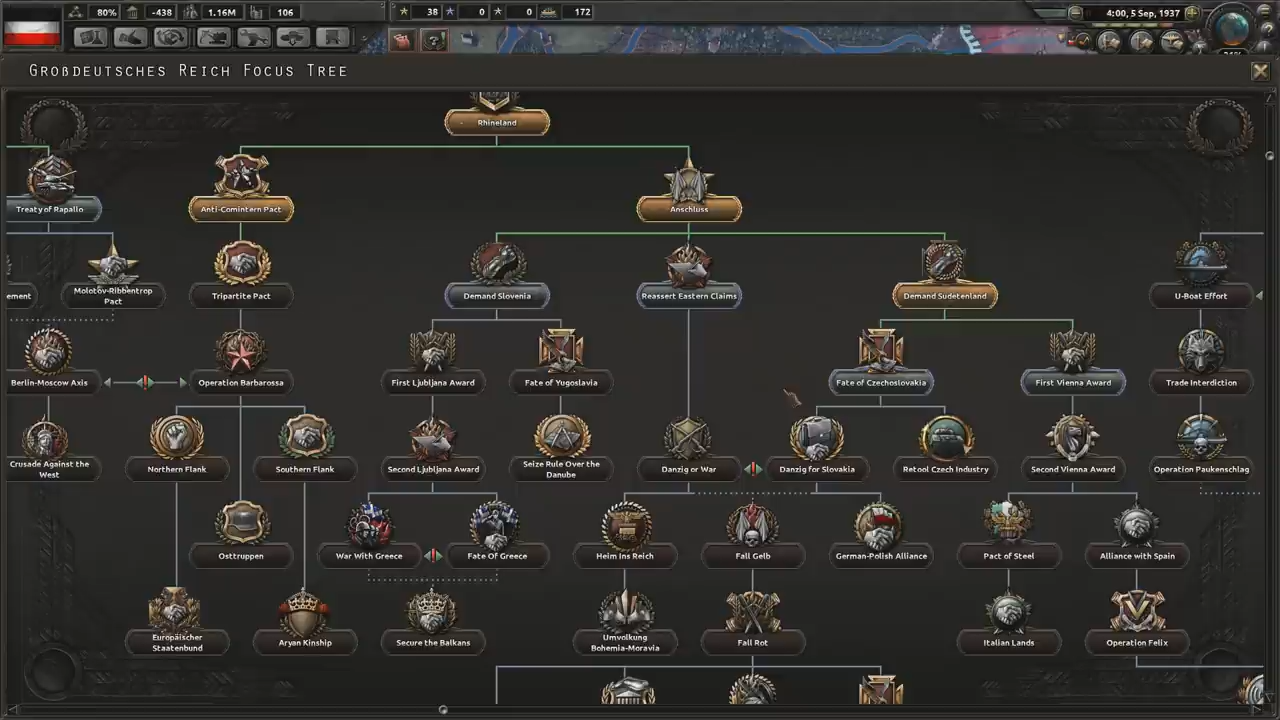 80% -438 1.16M 106 38 0 0 172 4:00, 5 Sep, 1937
Großdeutsches Reich Focus Tree
Rhineland
Treaty of Rapallo Anti-Comintern Pact Anschluss
ement Molotov-Ribbentrop Pact Tripartite Pact Demand Slovenia Reassert Eastern Claims Demand Sudetenland U-Boat Effort
Berlin-Moscow Axis Operation Barbarossa First Ljubljana Award Fate of Yugoslavia Fate of Czechoslovakia First Vienna Award Trade Interdiction
Crusade Against the West Northern Flank Southern Flank Second Ljubljana Award Seize Rule Over the Danube Danzig or War Danzig for Slovakia Retool Czech Industry Second Vienna Award Operation Paukenschlag
Osttruppen War With Greece Fate Of Greece Heim Ins Reich Fall Gelb German-Polish Alliance Pact of Steel Alliance with Spain
Europäischer Staatenbund Aryan Kinship Secure the Balkans Umvolkung Bohemia-Moravia Fall Rot Italian Lands Operation Felix